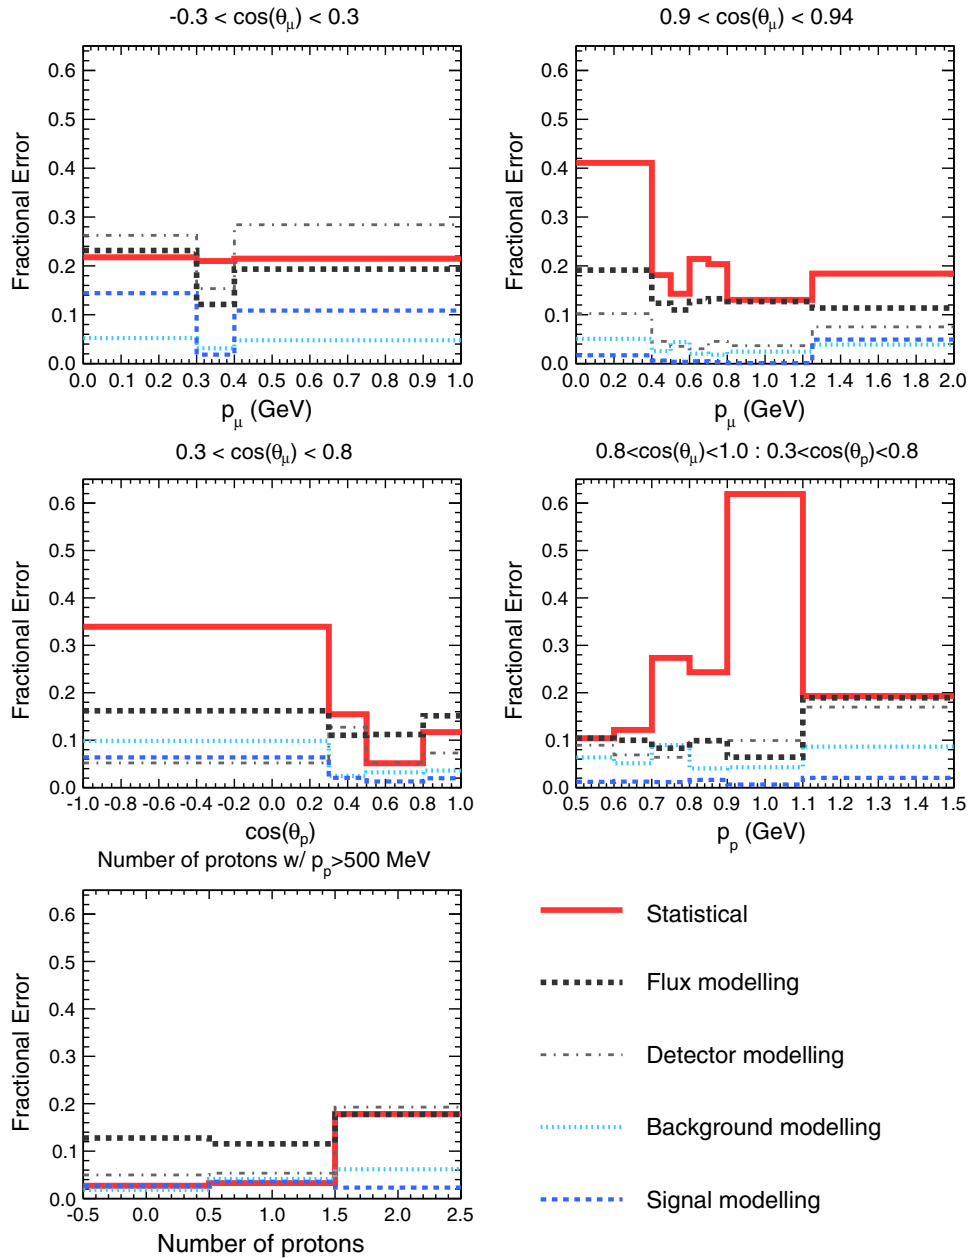 -0.3 < cos(θμ) < 0.3
Fractional Error
0.6
0.5
0.4
0.3
0.2
0.1
0.0
0.0 0.1 0.2 0.3 0.4 0.5 0.6 0.7 0.8 0.9 1.0
pμ (GeV)
0.9 < cos(θμ) < 0.94
Fractional Error
0.6
0.5
0.4
0.3
0.2
0.1
0.0
0.0 0.2 0.4 0.6 0.8 1.0 1.2 1.4 1.6 1.8 2.0
pμ (GeV)
0.3 < cos(θμ) < 0.8
Fractional Error
0.6
0.5
0.4
0.3
0.2
0.1
0.0
-1.0 -0.8 -0.6 -0.4 -0.2 0.0 0.2 0.4 0.6 0.8 1.0
cos(θp)
0.8<cos(θμ)<1.0 : 0.3<cos(θp)<0.8
Fractional Error
0.6
0.5
0.4
0.3
0.2
0.1
0.0
0.5 0.6 0.7 0.8 0.9 1.0 1.1 1.2 1.3 1.4 1.5
pp (GeV)
Number of protons w/ pp>500 MeV
Fractional Error
0.6
0.5
0.4
0.3
0.2
0.1
0.0
-0.5 0.0 0.5 1.0 1.5 2.0 2.5
Number of protons
Statistical
Flux modelling
Detector modelling
Background modelling
Signal modelling